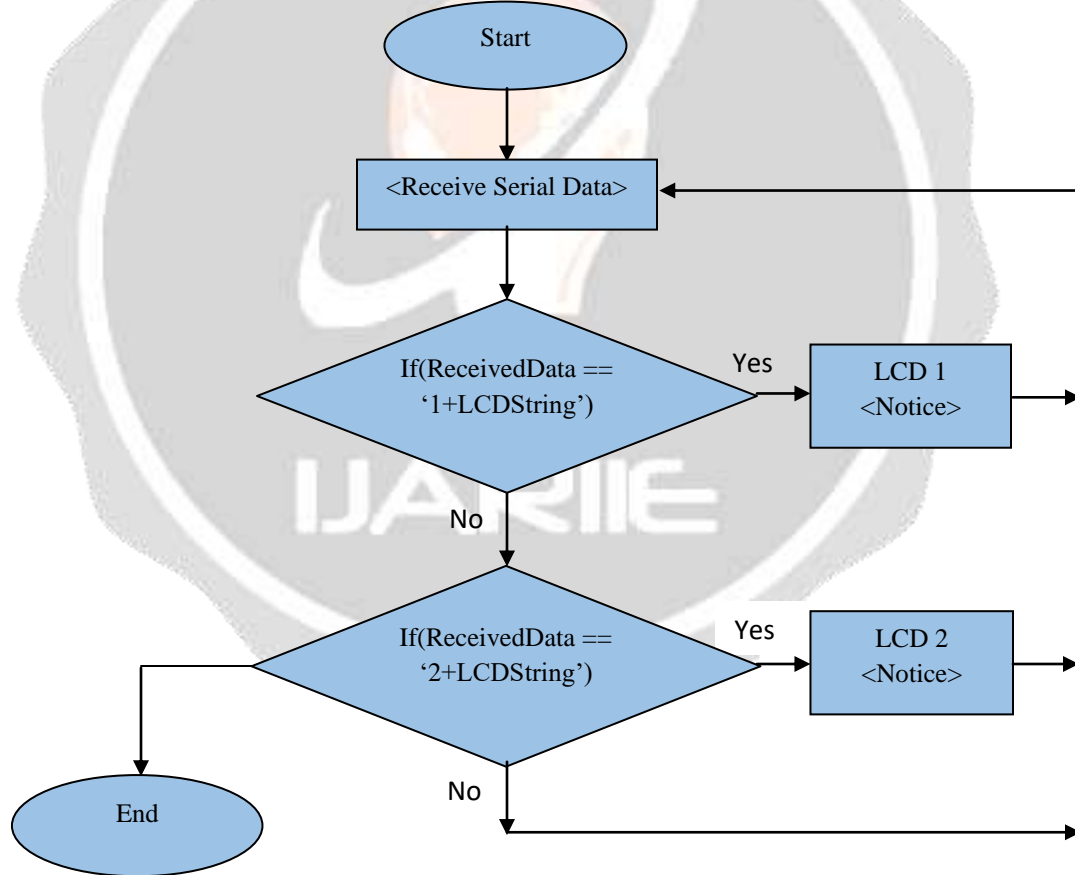 Start
<Receive Serial Data>
If(ReceivedData ==
‘1+LCDString’)
Yes
LCD 1
<Notice>
IJARIIE
No
If(ReceivedData ==
‘2+LCDString’)
Yes
LCD 2
<Notice>
No
End